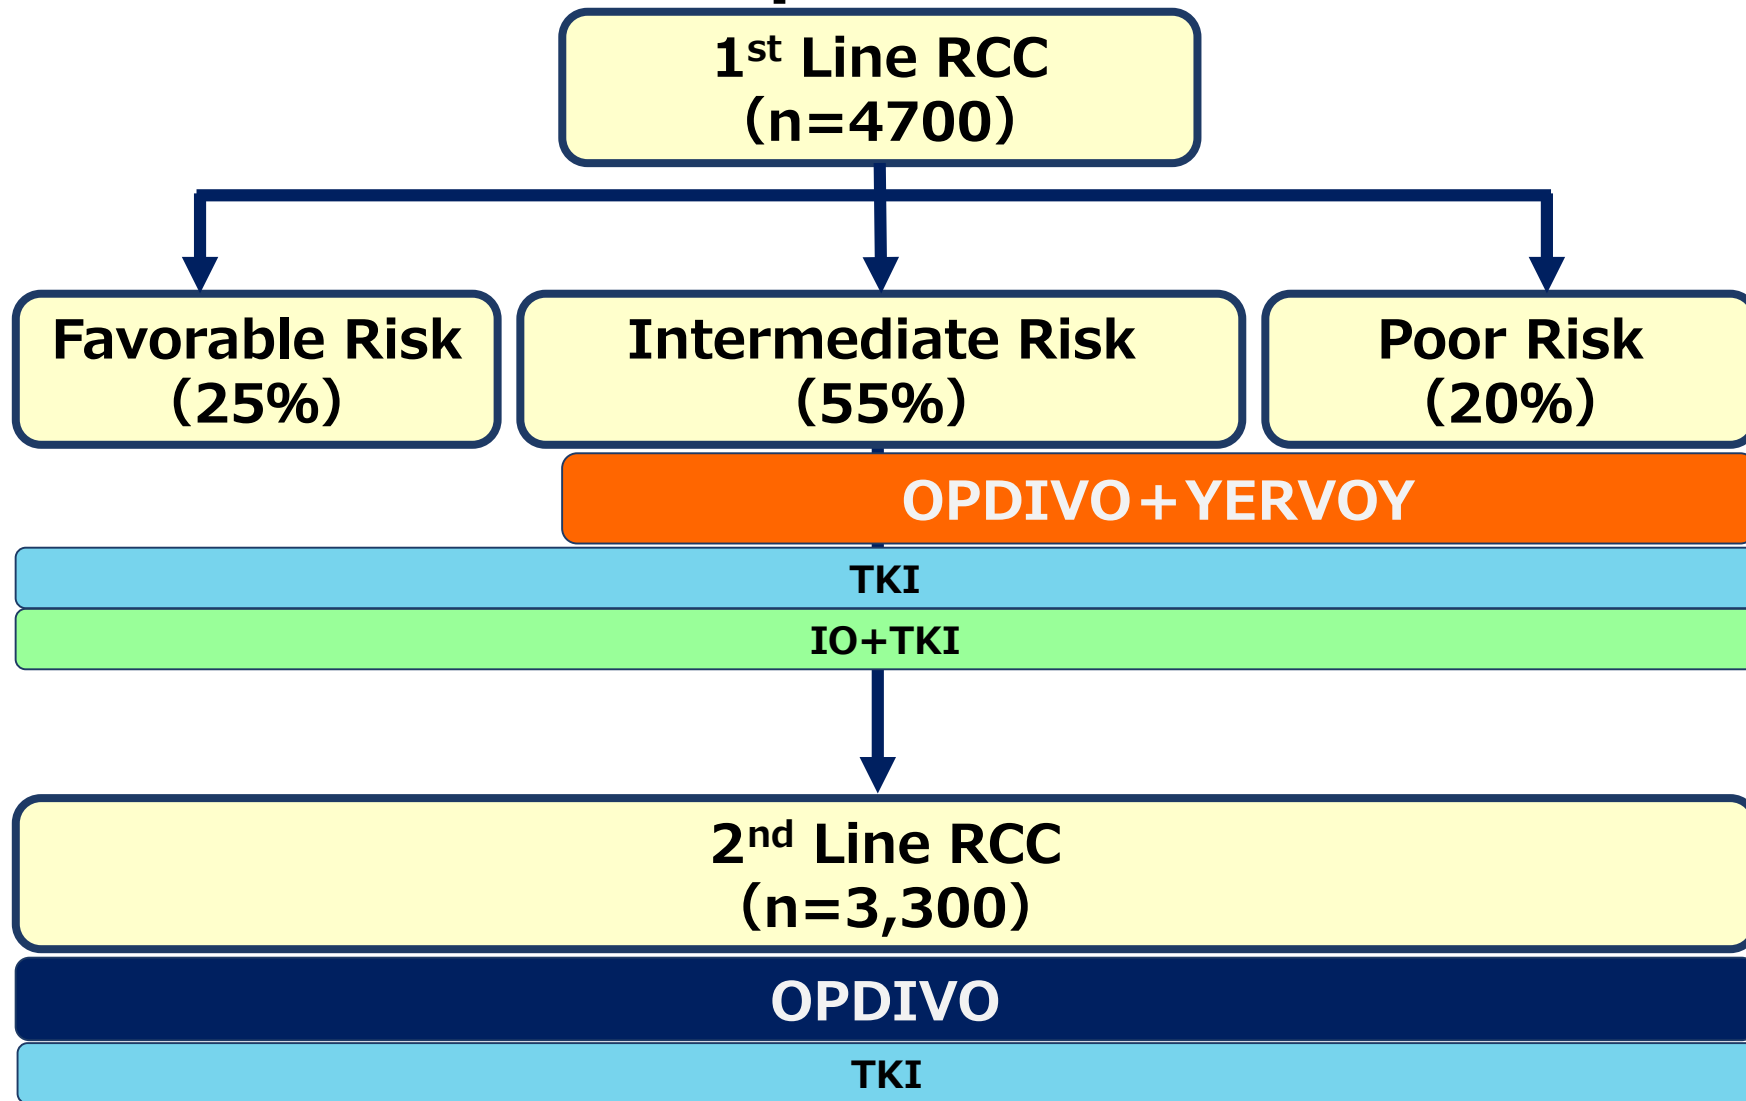 1st Line RCC
(n=4700)
Favorable Risk
(25%)
Intermediate Risk
(55%)
Poor Risk
(20%)
OPDIVO+YERVOY
TKI
IO+TKI
2nd Line RCC
(n=3,300)
OPDIVO
TKI